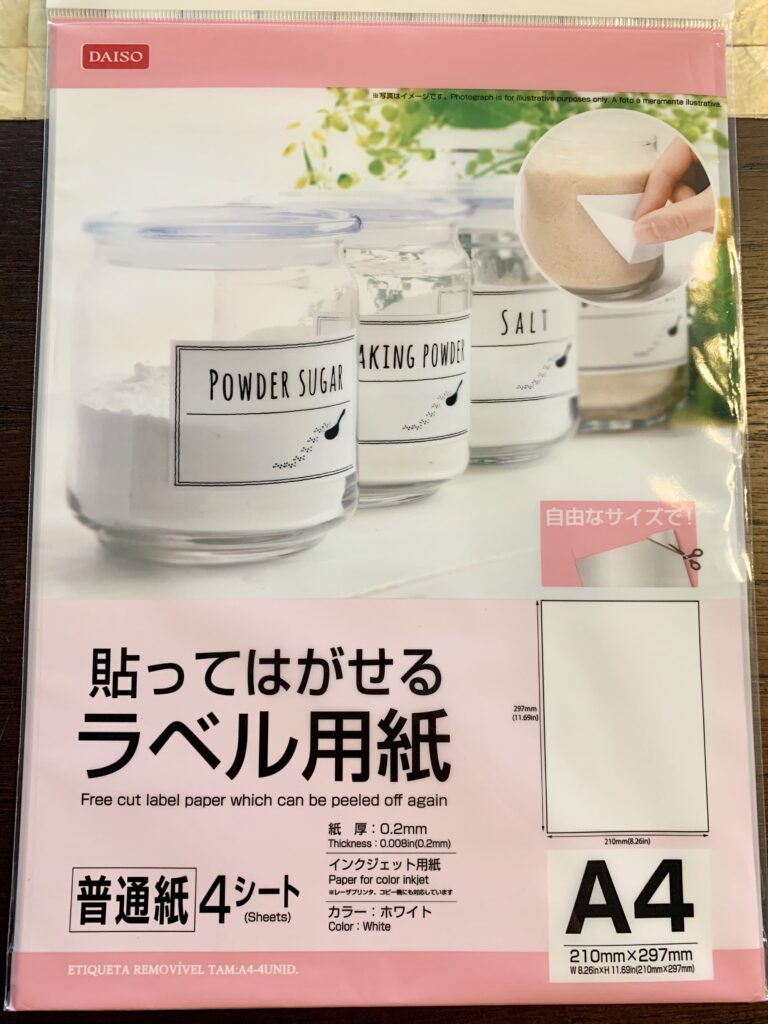 DAISO
※写真はイメージです。Photograph is for illustrative purposes only. A foto é meramente ilustrativa.
POWDER SUGAR
AKING POWDER
SALT
自由なサイズで!
貼ってはがせる
ラベル用紙
Free cut label paper which can be peeled off again
297mm
(11.69in)
210mm(8.26in)
紙 厚:0.2mm
Thickness : 0.008in(0.2mm)
インクジェット用紙
Paper for color inkjet
※レーザプリンタ、コピー機にも対応しています
カラー:ホワイト
Color : White
普通紙 4シート
(Sheets)
A4
210mm×297mm
W 8.26in×H 11.69in(210mm×297mm)
ETIQUETA REMOVÍVEL TAM:A4-4UNID.